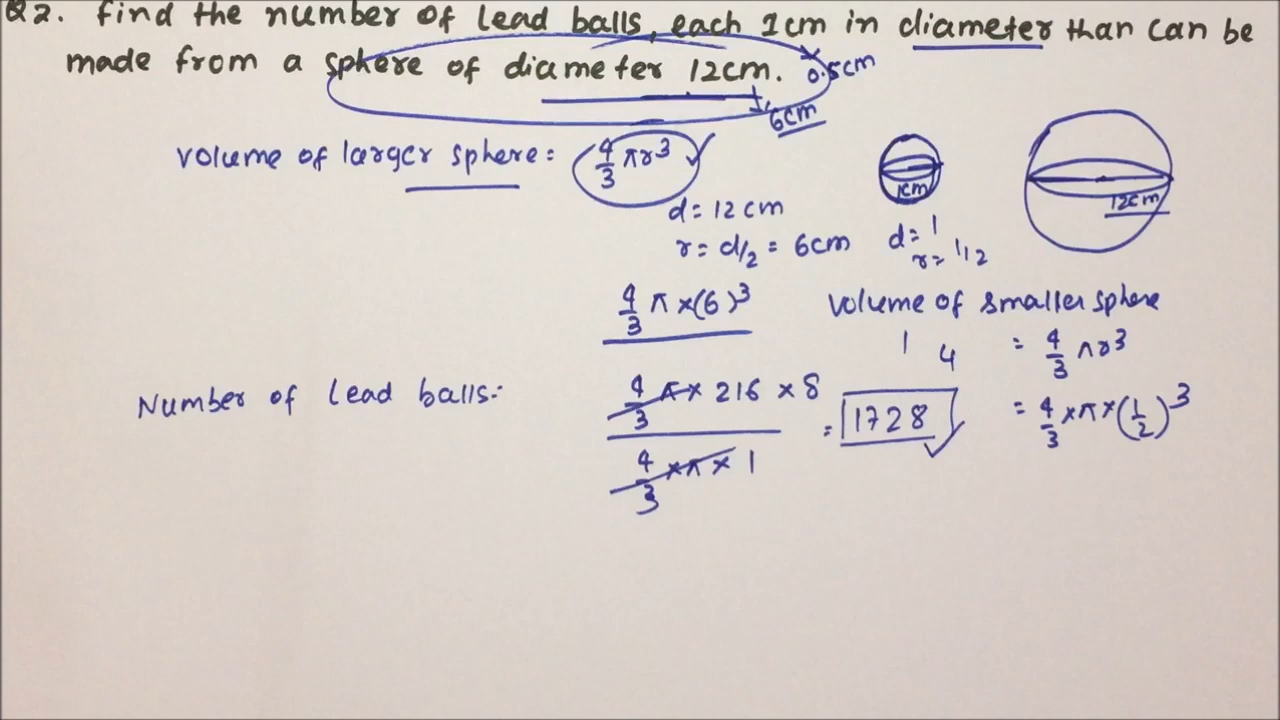 Q2. Find the number of lead balls, each 1cm in diameter than can be
made from a sphere of diameter 12cm. 0.5cm
6cm
volume of larger sphere: 4/3 πr³
1cm
12cm
d= 12cm
r= d/2 = 6cm
d= 1
r= 1/2
4/3 π ×(6)³
volume of smaller sphere
1 4
= 4/3 πr³
Number of lead balls:-
4/3 π× 216 × 8
= 1728
= 4/3 ×π×(1/2)³
4/3 ×π× 1